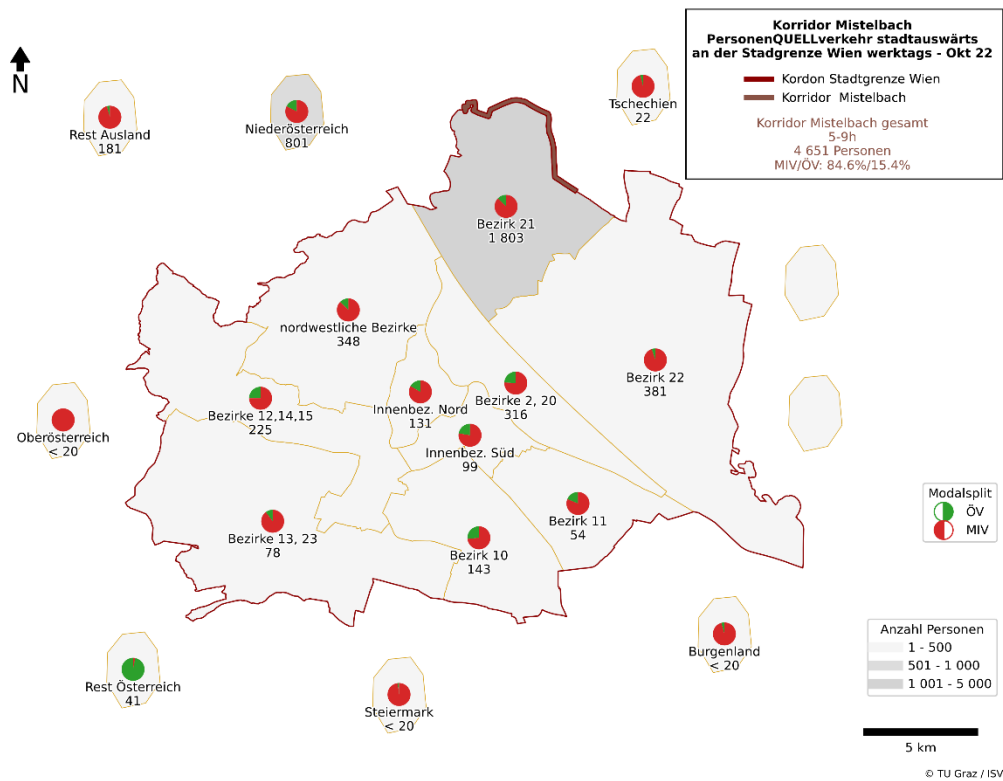 Korridor Mistelbach
PersonenQUELLverkehr stadtauswärts
an der Stadgrenze Wien werktags - Okt 22
Kordon Stadtgrenze Wien
Korridor Mistelbach
Korridor Mistelbach gesamt
5-9h
4 651 Personen
MIV/ÖV: 84.6%/15.4%
N
Rest Ausland
181
Niederösterreich
801
Tschechien
22
Bezirk 21
1 803
nordwestliche Bezirke
348
Bezirk 22
381
Bezirke 12,14,15
225
Innenbez. Nord
131
Bezirke 2, 20
316
Oberösterreich
< 20
Innenbez. Süd
99
Bezirke 13, 23
78
Bezirk 10
143
Bezirk 11
54
Modalsplit
ÖV
MIV
Rest Österreich
41
Steiermark
< 20
Burgenland
< 20
Anzahl Personen
1 - 500
501 - 1 000
1 001 - 5 000
5 km
© TU Graz / ISV